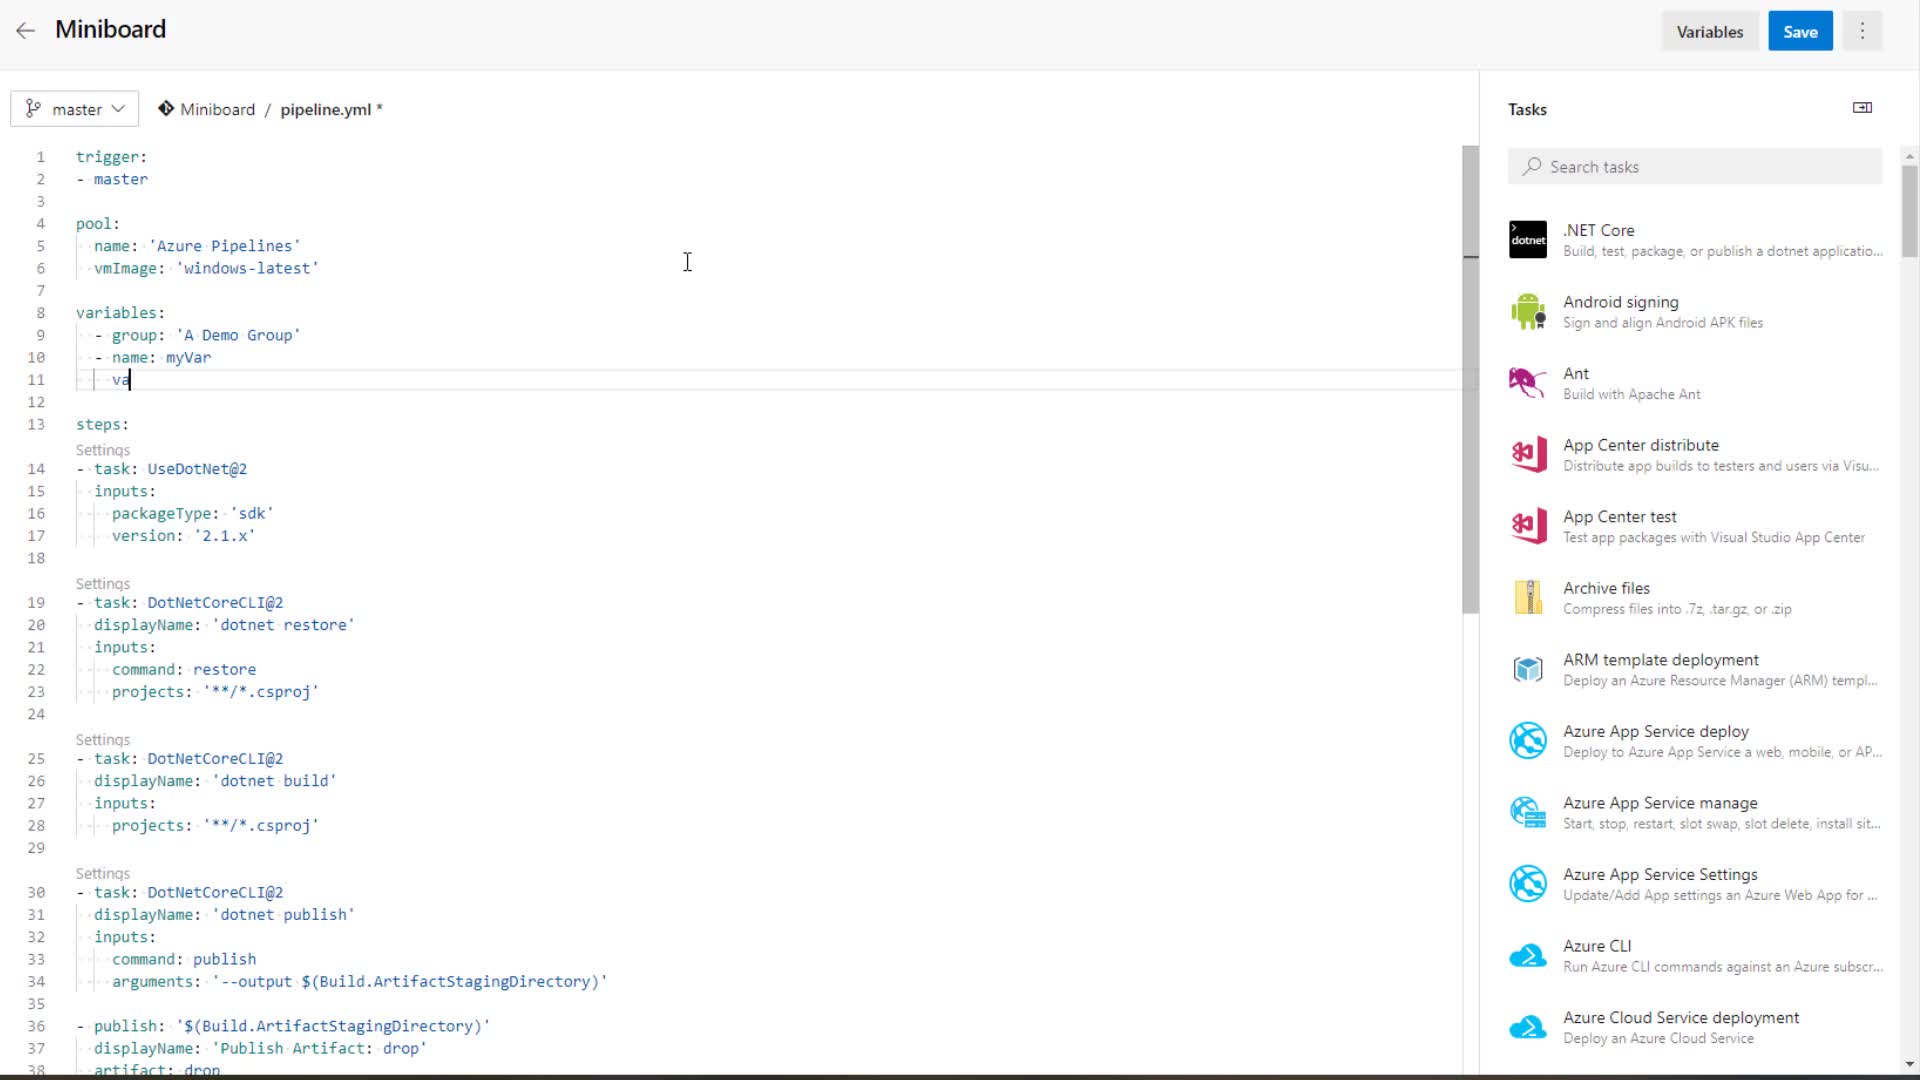 Miniboard
Variables
Save
master
Miniboard / pipeline.yml *
1 trigger:
2 - master
3
4 pool:
5 name: 'Azure Pipelines'
6 vmImage: 'windows-latest'
7
8 variables:
9 - group: 'A Demo Group'
10 - name: myVar
11 va
12
13 steps:
Settings
14 - task: UseDotNet@2
15 inputs:
16 packageType: 'sdk'
17 version: '2.1.x'
18
Settings
19 - task: DotNetCoreCLI@2
20 displayName: 'dotnet restore'
21 inputs:
22 command: restore
23 projects: '**/*.csproj'
24
Settings
25 - task: DotNetCoreCLI@2
26 displayName: 'dotnet build'
27 inputs:
28 projects: '**/*.csproj'
29
Settings
30 - task: DotNetCoreCLI@2
31 displayName: 'dotnet publish'
32 inputs:
33 command: publish
34 arguments: '--output $(Build.ArtifactStagingDirectory)'
35
36 - publish: '$(Build.ArtifactStagingDirectory)'
37 displayName: 'Publish Artifact: drop'
38 artifact: drop
Tasks
Search tasks
dotnet
.NET Core
Build, test, package, or publish a dotnet applicatio...
Android signing
Sign and align Android APK files
Ant
Build with Apache Ant
App Center distribute
Distribute app builds to testers and users via Visu...
App Center test
Test app packages with Visual Studio App Center
Archive files
Compress files into .7z, .tar.gz, or .zip
ARM template deployment
Deploy an Azure Resource Manager (ARM) templ...
Azure App Service deploy
Deploy to Azure App Service a web, mobile, or AP...
Azure App Service manage
Start, stop, restart, slot swap, slot delete, install sit...
Azure App Service Settings
Update/Add App settings an Azure Web App for ...
Azure CLI
Run Azure CLI commands against an Azure subscr...
Azure Cloud Service deployment
Deploy an Azure Cloud Service